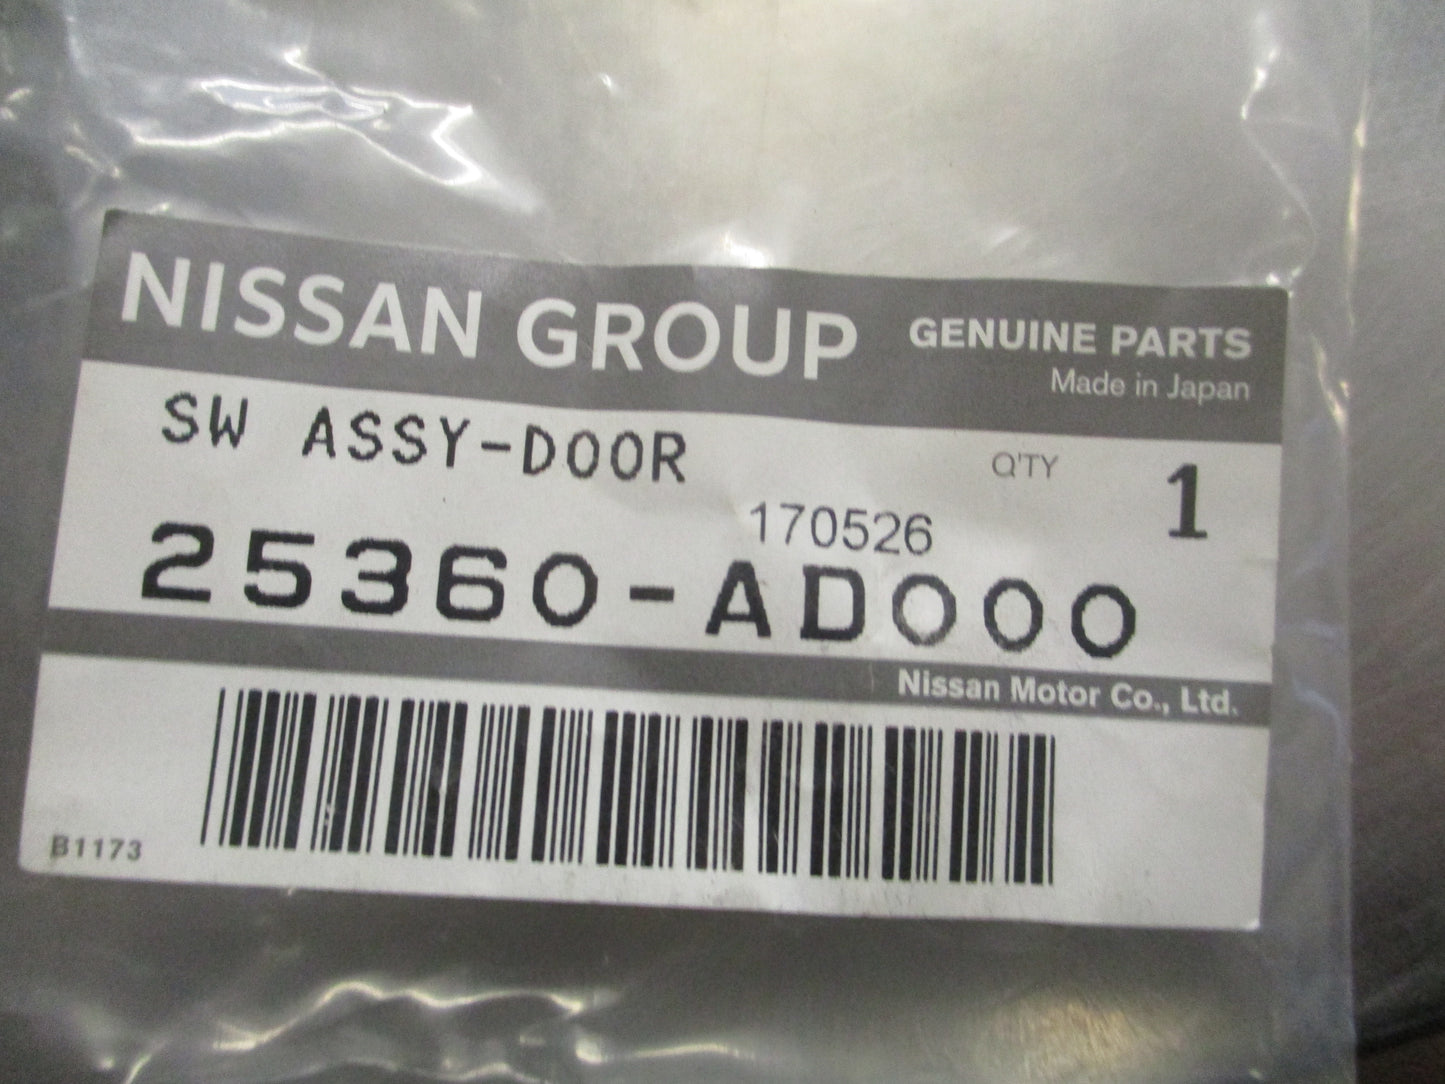 NISSAN GROUP GENUINE PARTS
Made in Japan
SW ASSY-DOOR
Q'TY 1
170526
25360-AD000
Nissan Motor Co., Ltd.
B1173